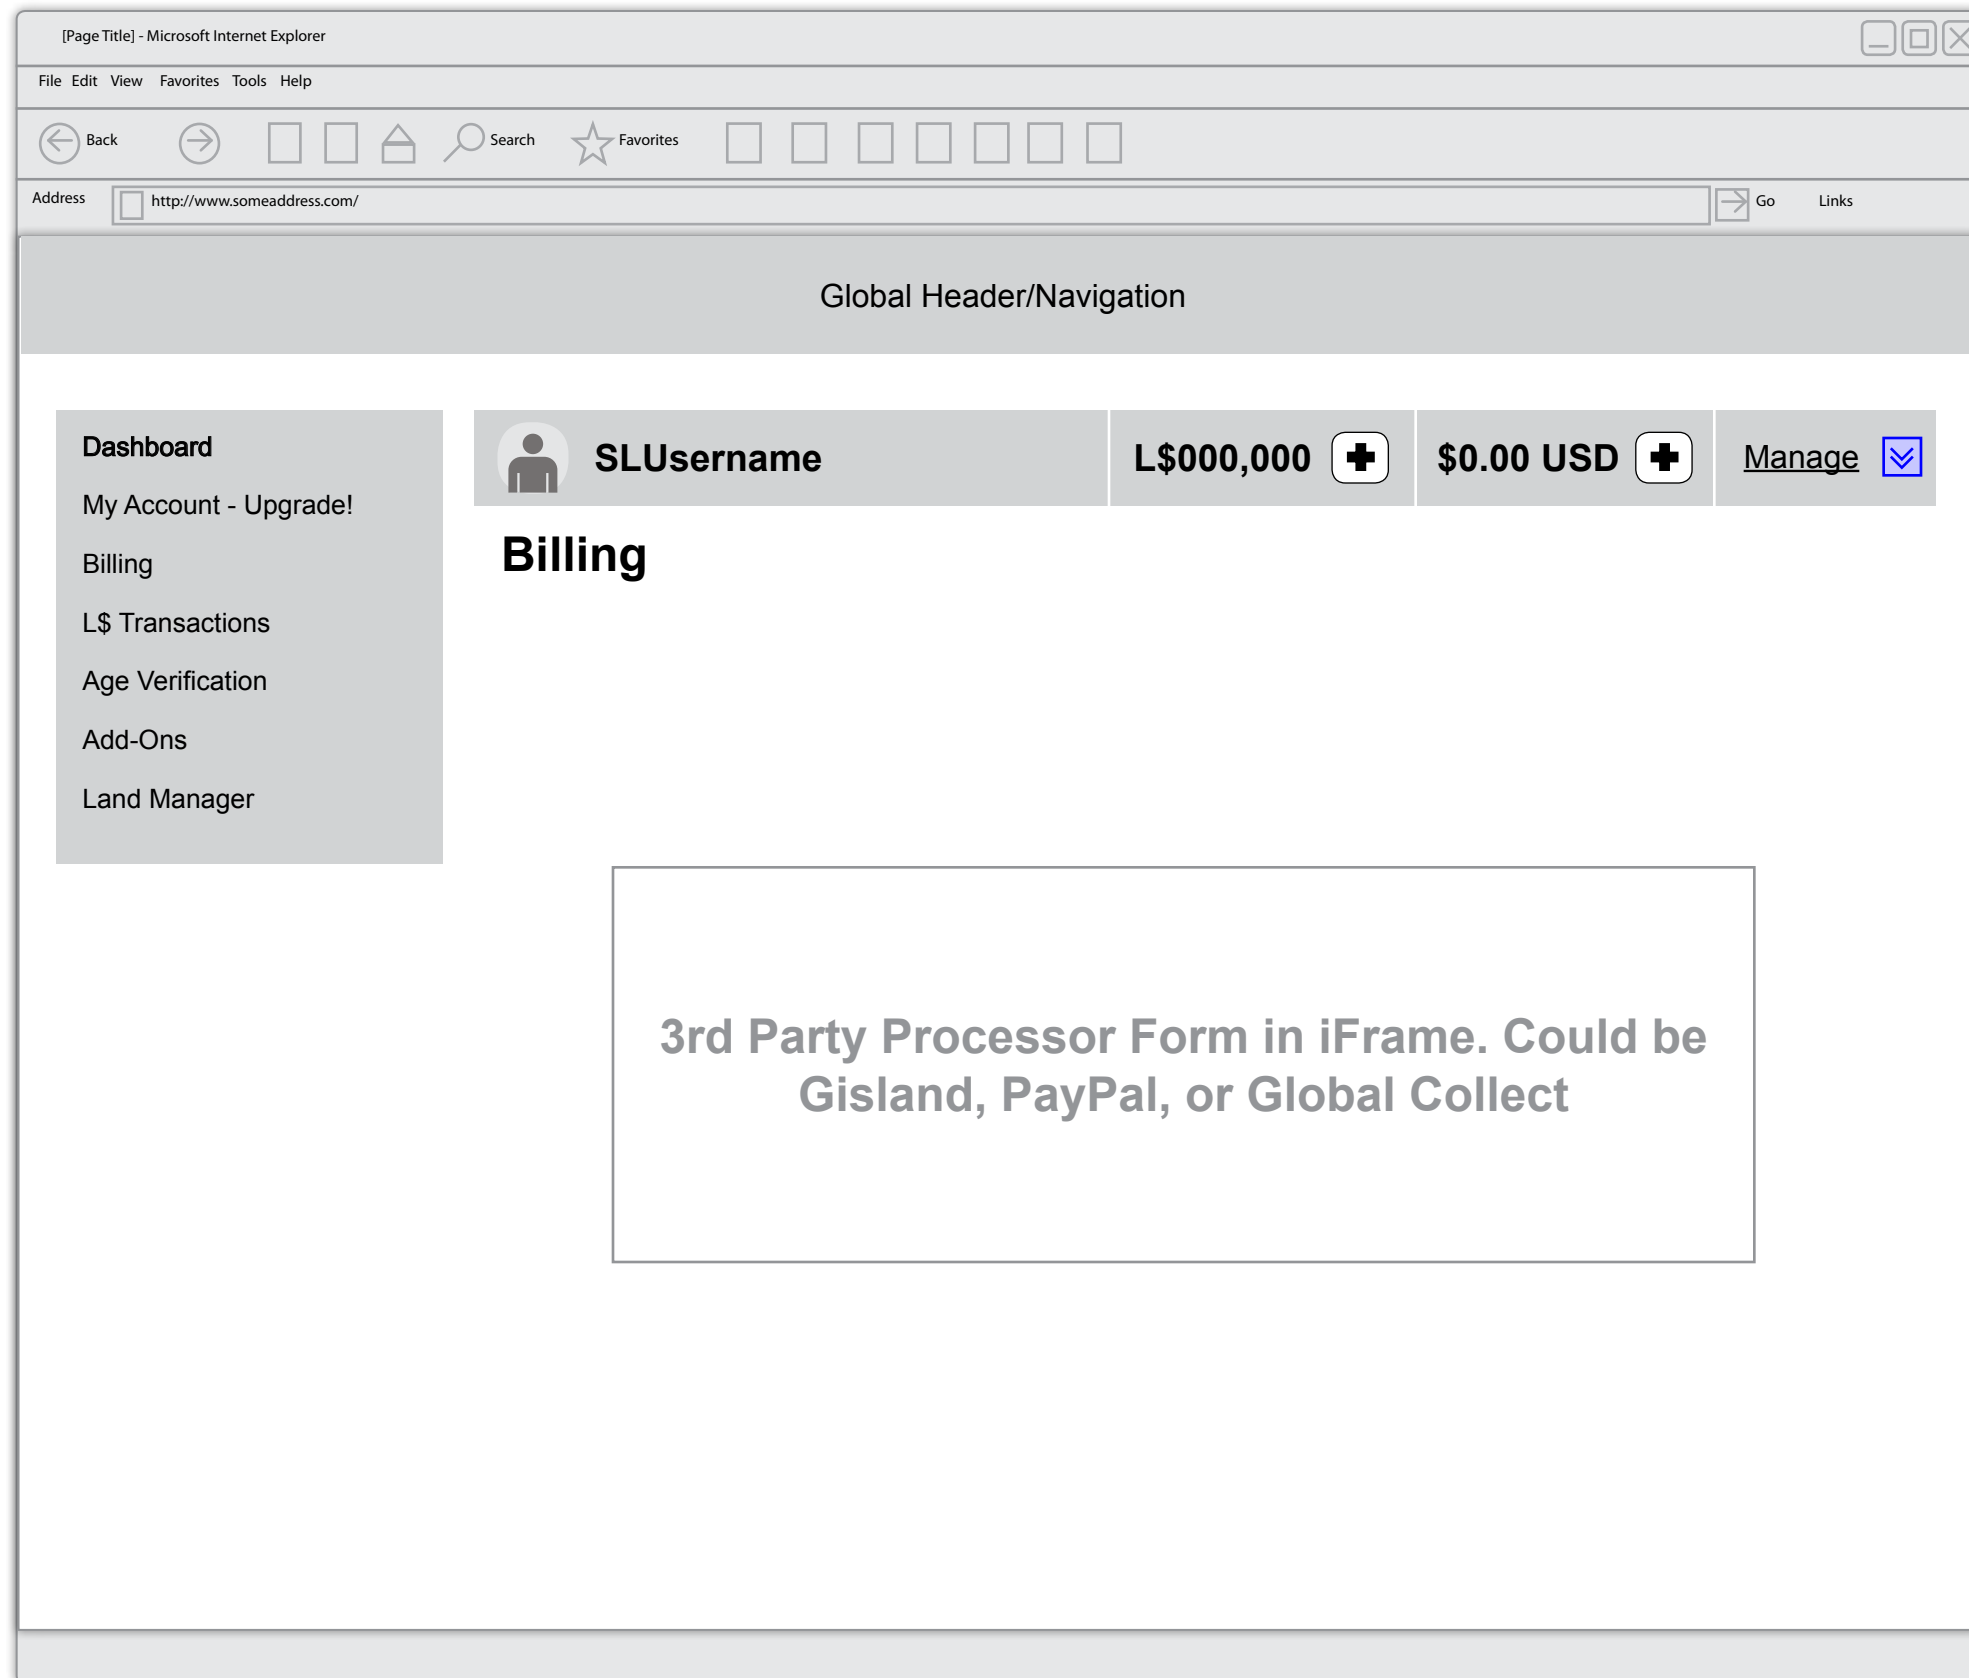 [Page Title] - Microsoft Internet Explorer
File Edit View Favorites Tools Help
Back Search Favorites
Address http://www.someaddress.com/ Go Links
Global Header/Navigation
Dashboard
My Account - Upgrade!
Billing
L$ Transactions
Age Verification
Add-Ons
Land Manager
SLUsername L$000,000 $0.00 USD Manage
Billing
3rd Party Processor Form in iFrame. Could be
Gisland, PayPal, or Global Collect